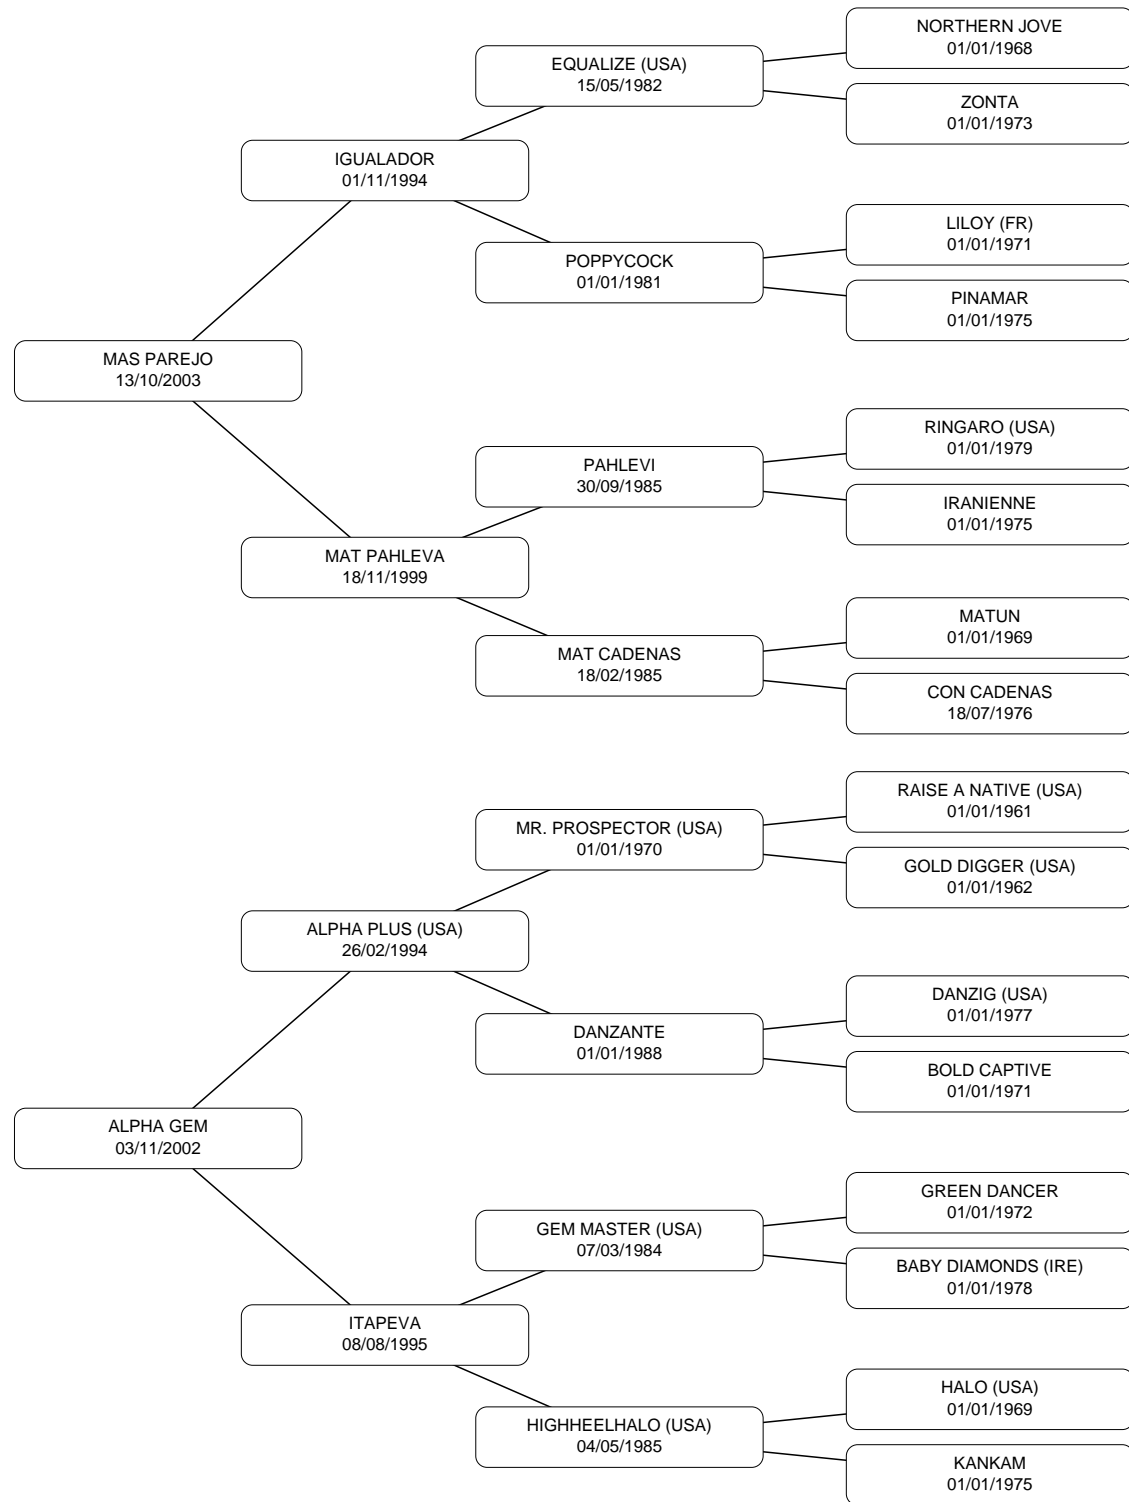 NORTHERN JOVE
01/01/1968
EQUALIZE (USA)
15/05/1982
ZONTA
01/01/1973
IGUALADOR
01/11/1994
LILOY (FR)
01/01/1971
POPPYCOCK
01/01/1981
PINAMAR
01/01/1975
MAS PAREJO
13/10/2003
RINGARO (USA)
01/01/1979
PAHLEVI
30/09/1985
IRANIENNE
01/01/1975
MAT PAHLEVA
18/11/1999
MATUN
01/01/1969
MAT CADENAS
18/02/1985
CON CADENAS
18/07/1976
RAISE A NATIVE (USA)
01/01/1961
MR. PROSPECTOR (USA)
01/01/1970
GOLD DIGGER (USA)
01/01/1962
ALPHA PLUS (USA)
26/02/1994
DANZIG (USA)
01/01/1977
DANZANTE
01/01/1988
BOLD CAPTIVE
01/01/1971
ALPHA GEM
03/11/2002
GREEN DANCER
01/01/1972
GEM MASTER (USA)
07/03/1984
BABY DIAMONDS (IRE)
01/01/1978
ITAPEVA
08/08/1995
HALO (USA)
01/01/1969
HIGHHEELHALO (USA)
04/05/1985
KANKAM
01/01/1975